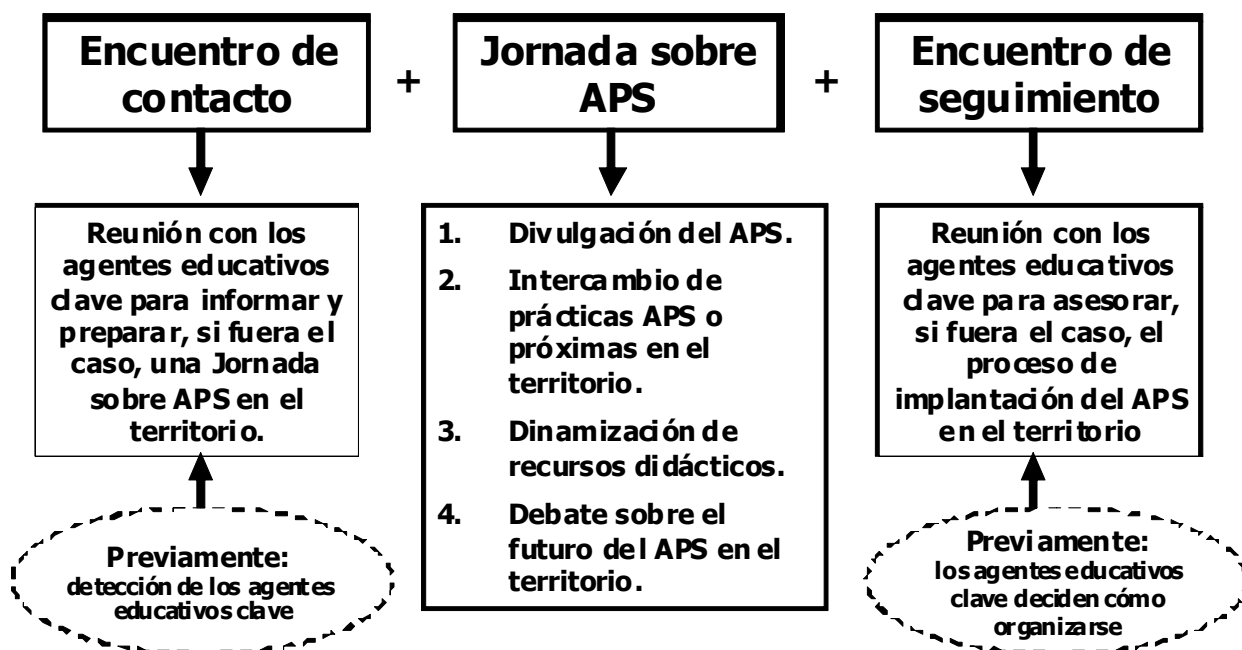 Encuentro de
contacto
+
Jornada sobre
APS
+
Encuentro de
seguimiento
Reunión con los
agentes educativos
clave para informar y
preparar, si fuera el
caso, una Jornada
sobre APS en el
territorio.
1. Divulgación del APS.
2. Intercambio de
prácticas APS o
próximas en el
territorio.
3. Dinamización de
recursos didácticos.
4. Debate sobre el
futuro del APS en el
territorio.
Reunión con los
agentes educativos
clave para asesorar,
si fuera el caso, el
proceso de
implantación del APS
en el territorio
Previamente:
detección de los agentes
educativos clave
Previamente:
los agentes educativos
clave deciden cómo
organizarse